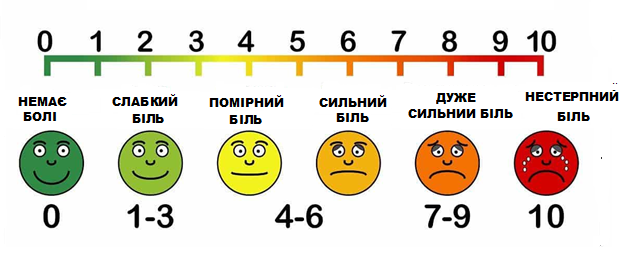 0 1 2 3 4 5 6 7 8 9 10
НЕМАЄ
БОЛІ
СЛАБКИЙ
БІЛЬ
ПОМІРНИЙ
БІЛЬ
СИЛЬНИЙ
БІЛЬ
ДУЖЕ
СИЛЬНИИ БІЛЬ
НЕСТЕРПНИЙ
БІЛЬ
0 1-3 4-6 7-9 10